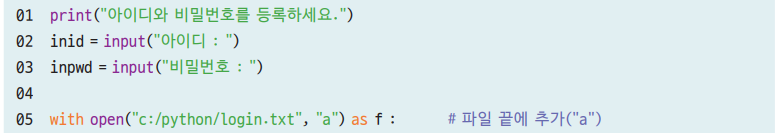 01 print("아이디와 비밀번호를 등록하세요.")
02 inid = input("아이디 : ")
03 inpwd = input("비밀번호 : ")
04
05 with open("c:/python/login.txt", "a") as f : # 파일 끝에 추가("a")